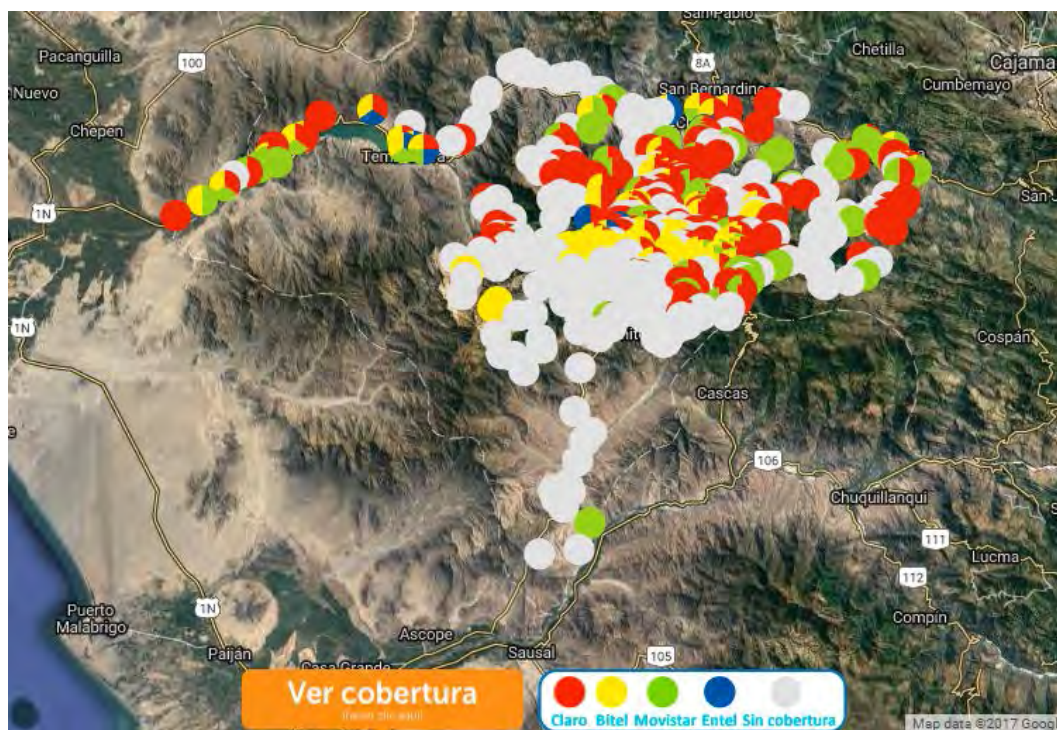 San Pablo
Pacanguilla
100
8A
Chetilla
Cajama
Nuevo
San Bernardino
Cumbemayo
Chepen
1N
San J
1N
Cospán
Cascas
106
Chuquillanqui
111
Lucma
112
Puerto
Malabrigo
1N
Compín
Ascope
Paiján
Sausal
105
Casa Grande
Ver cobertura
Claro Bitel Movistar Entel Sin cobertura
Map data ©2017 Googl